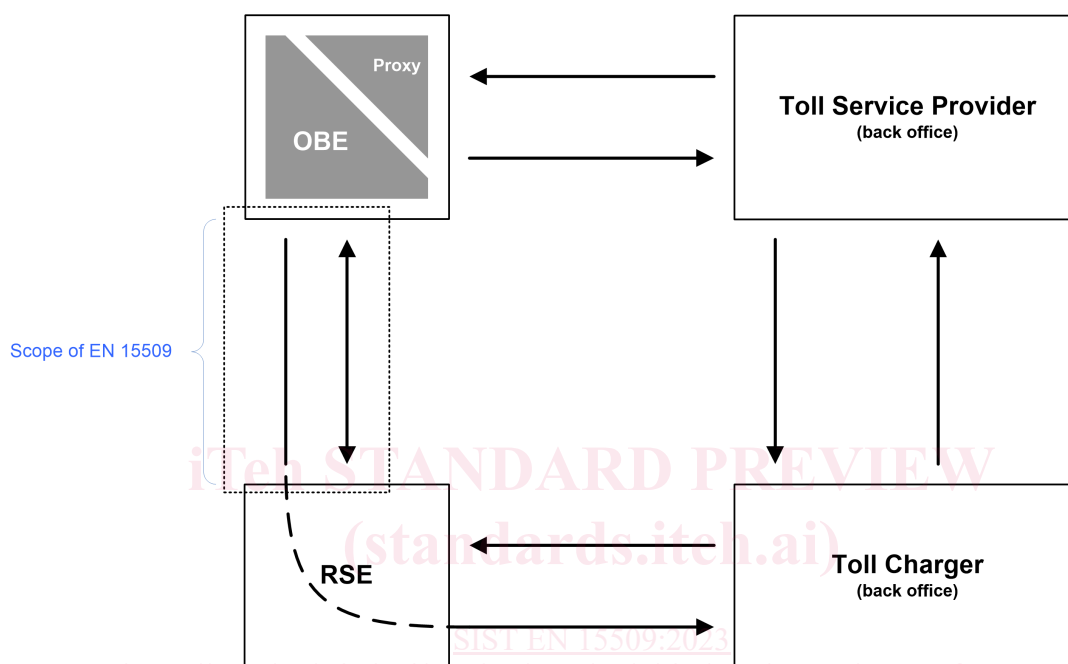 Proxy
OBE
Toll Service Provider
(back office)
Scope of EN 15509
iTeh STANDARD PREVIEW
(standards.iteh.ai)
RSE
Toll Charger
(back office)
SIST EN 15509:2023